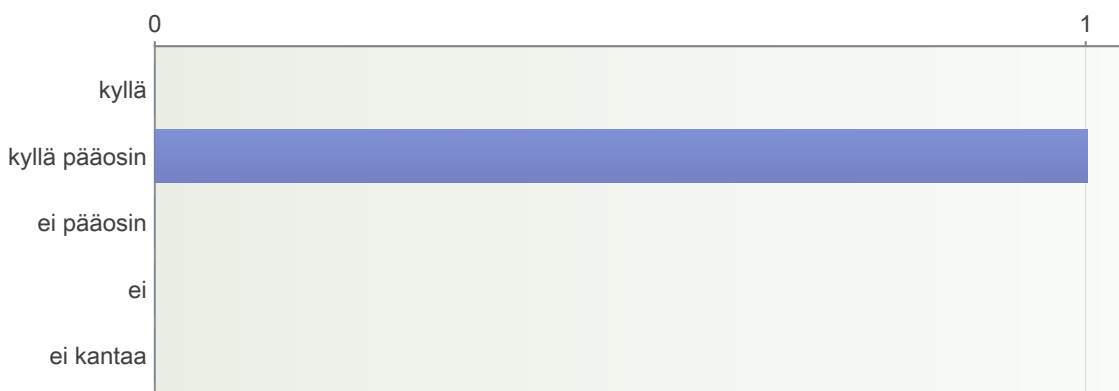 0 1
kyllä
kyllä pääosin
ei pääosin
ei
ei kantaa